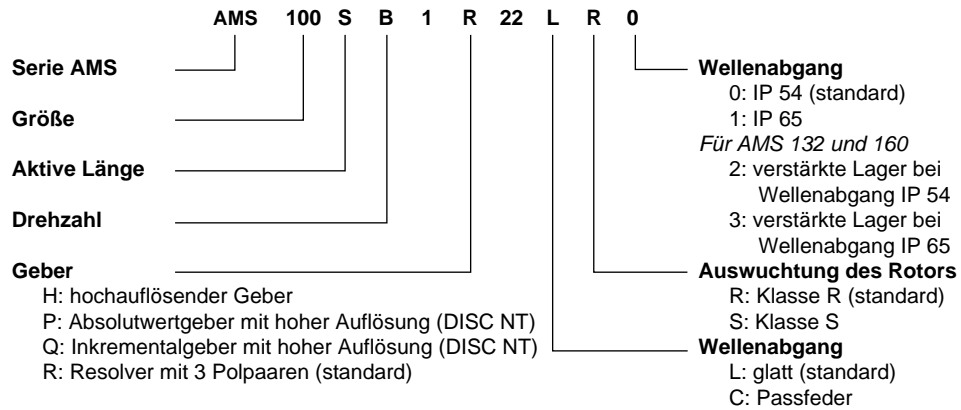 AMS 100 S B 1 R 22 L R 0
Serie AMS
Größe
Aktive Länge
Drehzahl
Geber
H: hochauflösender Geber
P: Absolutwertgeber mit hoher Auflösung (DISC NT)
Q: Inkrementalgeber mit hoher Auflösung (DISC NT)
R: Resolver mit 3 Polpaaren (standard)
Wellenabgang
0: IP 54 (standard)
1: IP 65
Für AMS 132 und 160
2: verstärkte Lager bei
Wellenabgang IP 54
3: verstärkte Lager bei
Wellenabgang IP 65
Auswuchtung des Rotors
R: Klasse R (standard)
S: Klasse S
Wellenabgang
L: glatt (standard)
C: Passfeder